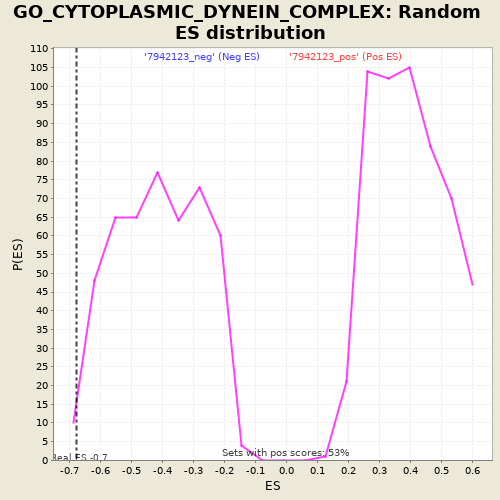 GO_CYTOPLASMIC_DYNEIN_COMPLEX: Random
ES distribution
'7942123_neg' (Neg ES)
'7942123_pos' (Pos ES)
110
105
100
95
90
85
80
75
70
65
60
55
50
45
40
35
30
25
20
15
10
5
0
P(ES)
Sets with pos scores: 53%
Real ES -0.7
-0.7 -0.6 -0.5 -0.4 -0.3 -0.2 -0.1 0.0 0.1 0.2 0.3 0.4 0.5 0.6
ES